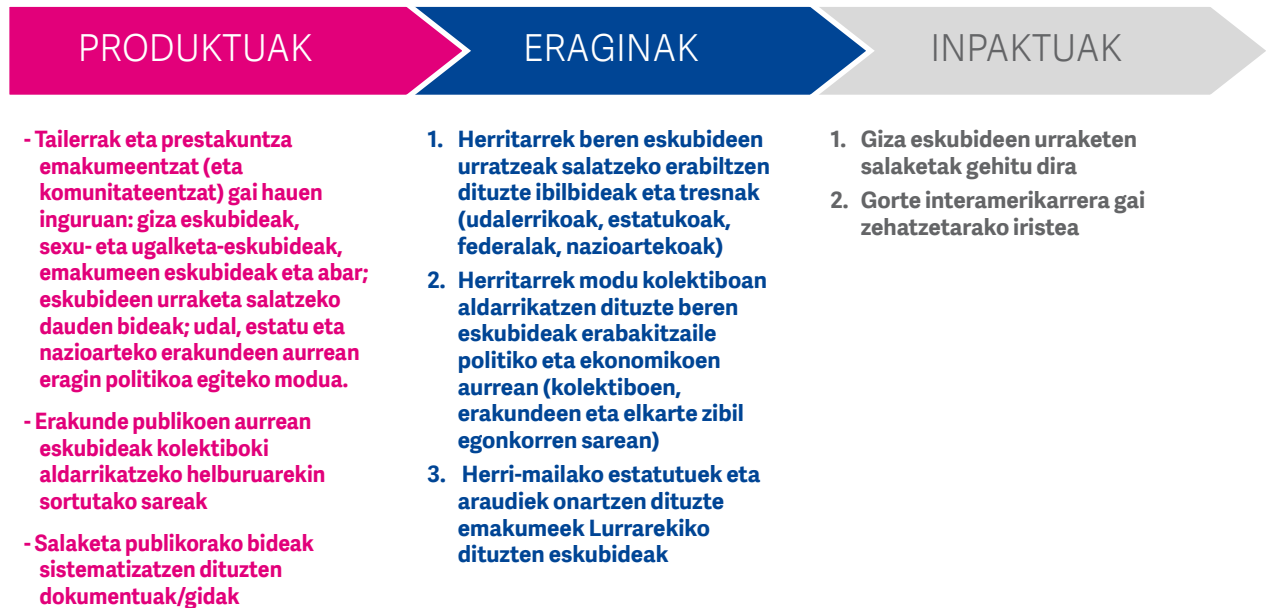 PRODUKTUAK
ERAGINAK
INPAKTUAK
- Tailerrak eta prestakuntza
emakumeentzat (eta
komunitateentzat) gai hauen
inguruan: giza eskubideak,
sexu- eta ugalketa-eskubideak,
emakumeen eskubideak eta abar;
eskubideen urraketa salatzeko
dauden bideak; udal, estatu eta
nazioarteko erakundeen aurrean
eragin politikoa egiteko modua.
- Erakunde publikoen aurrean
eskubideak kolektiboki
aldarrikatzeko helburuarekin
sortutako sareak
- Salaketa publikorako bideak
sistematizatzen dituzten
dokumentuak/gidak
1. Herritarrek beren eskubideen
urratzeak salatzeko erabiltzen
dituzte ibilbideak eta tresnak
(udalerrikoak, estatukoak,
federalak, nazioartekoak)
2. Herritarrek modu kolektiboan
aldarrikatzen dituzte beren
eskubideak erabakitzaile
politiko eta ekonomikoen
aurrean (kolektiboen,
erakundeen eta elkarte zibil
egonkorren sarean)
3. Herri-mailako estatutuek eta
araudiek onartzen dituzte
emakumeek Lurrarekiko
dituzten eskubideak
1. Giza eskubideen urraketen
salaketak gehitu dira
2. Gorte interamerikarrera gai
zehatzetarako iristea